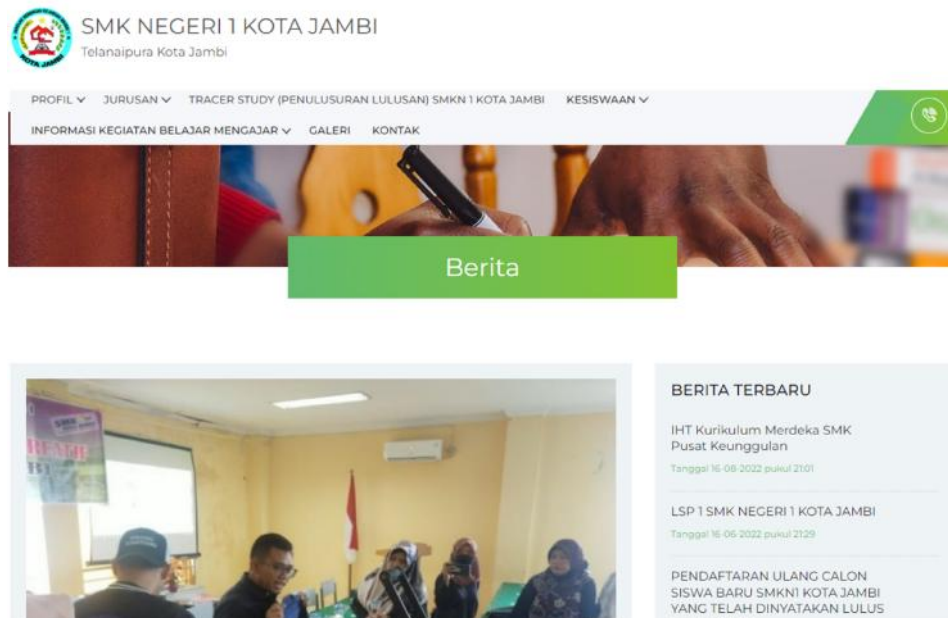 SMK NEGERI 1 KOTA JAMBI
Telanaipura Kota Jambi
KOTA JAMBI
PROFIL JURUSAN TRACER STUDY (PENULUSURAN LULUSAN) SMKN 1 KOTA JAMBI KESISWAAN
INFORMASI KEGIATAN BELAJAR MENGAJAR GALERI KONTAK
Berita
BERITA TERBARU
IHT Kurikulum Merdeka SMK
Pusat Keunggulan
Tanggal 16-08-2022 pukul 21:01
LSP 1 SMK NEGERI 1 KOTA JAMBI
Tanggal 16-06-2022 pukul 21:29
PENDAFTARAN ULANG CALON
SISWA BARU SMKN1 KOTA JAMBI
YANG TELAH DINYATAKAN LULUS